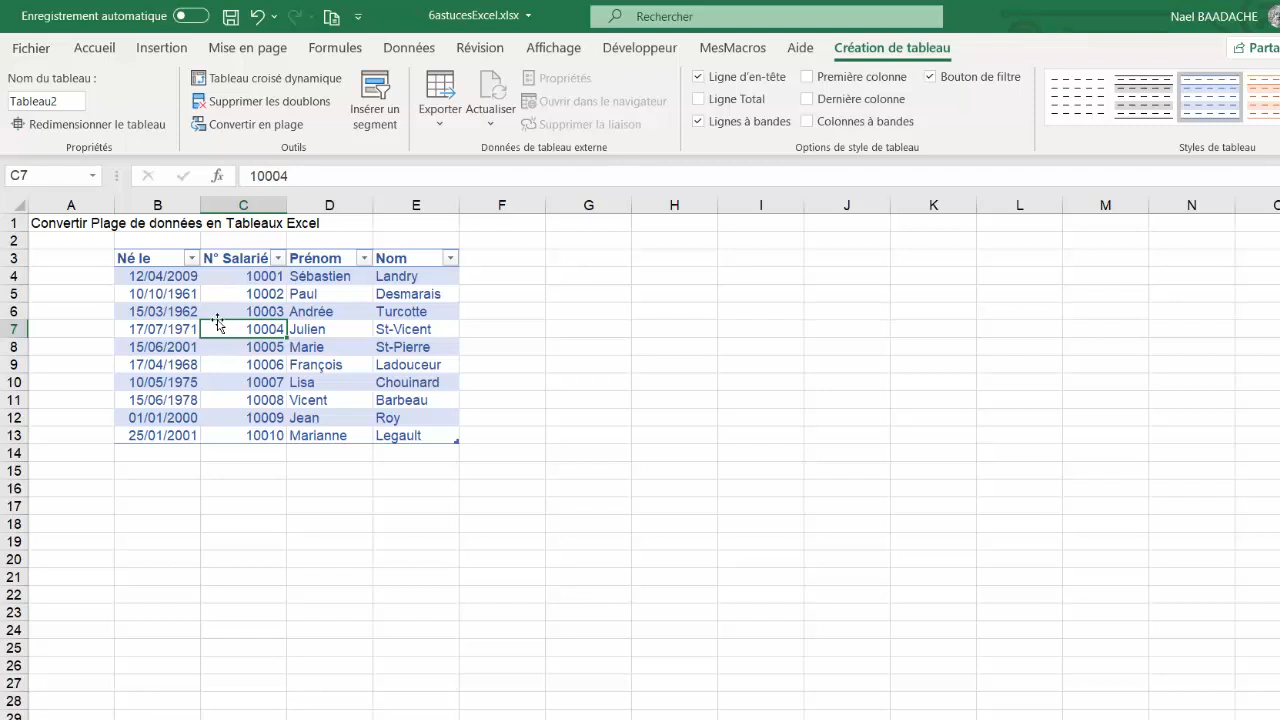 Enregistrement automatique 6astucesExcel.xlsx Rechercher Nael BAADACHE
Fichier Accueil Insertion Mise en page Formules Données Révision Affichage Développeur MesMacros Aide Création de tableau Parta
Nom du tableau :
Tableau2
Redimensionner le tableau
Propriétés
Tableau croisé dynamique
Supprimer les doublons
Convertir en plage
Insérer un
segment
Outils
Exporter Actualiser
Propriétés
Ouvrir dans le navigateur
Supprimer la liaison
Données de tableau externe
Ligne d'en-tête Première colonne Bouton de filtre
Ligne Total Dernière colonne
Lignes à bandes Colonnes à bandes
Options de style de tableau
Styles de tableau
C7 fx 10004
A B C D E F G H I J K L M N
1 Convertir Plage de données en Tableaux Excel
2
3 Né le N° Salarié Prénom Nom
4 12/04/2009 10001 Sébastien Landry
5 10/10/1961 10002 Paul Desmarais
6 15/03/1962 10003 Andrée Turcotte
7 17/07/1971 10004 Julien St-Vicent
8 15/06/2001 10005 Marie St-Pierre
9 17/04/1968 10006 François Ladouceur
10 10/05/1975 10007 Lisa Chouinard
11 15/06/1978 10008 Vicent Barbeau
12 01/01/2000 10009 Jean Roy
13 25/01/2001 10010 Marianne Legault
14
15
16
17
18
19
20
21
22
23
24
25
26
27
28